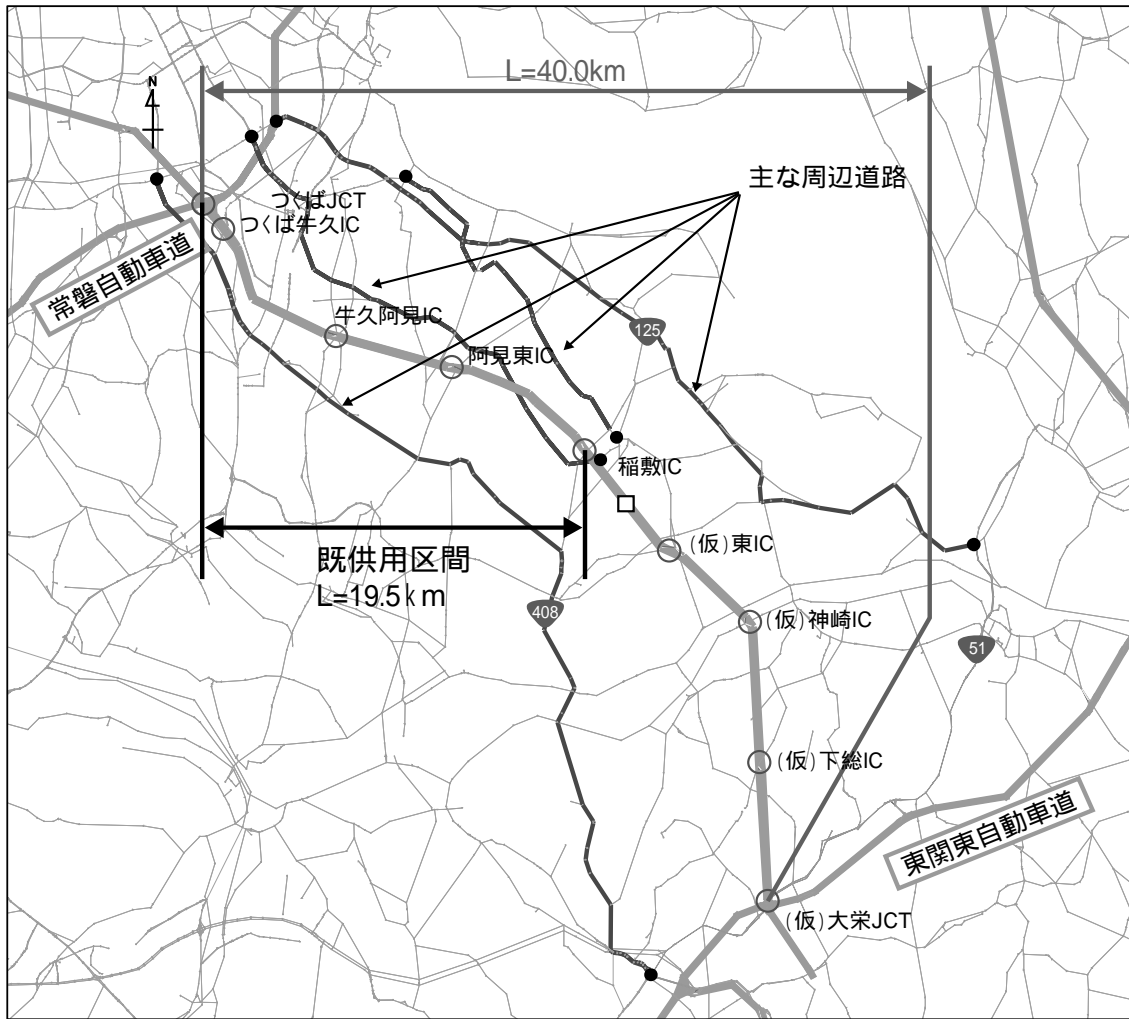 L=40.0km
N
主な周辺道路
つくばJCT
つくば牛久IC
常磐自動車道
牛久阿見IC
125
阿見東IC
稲敷IC
(仮)東IC
既供用区間
L=19.5km
408
(仮)神崎IC
51
(仮)下総IC
東関東自動車道
(仮)大栄JCT